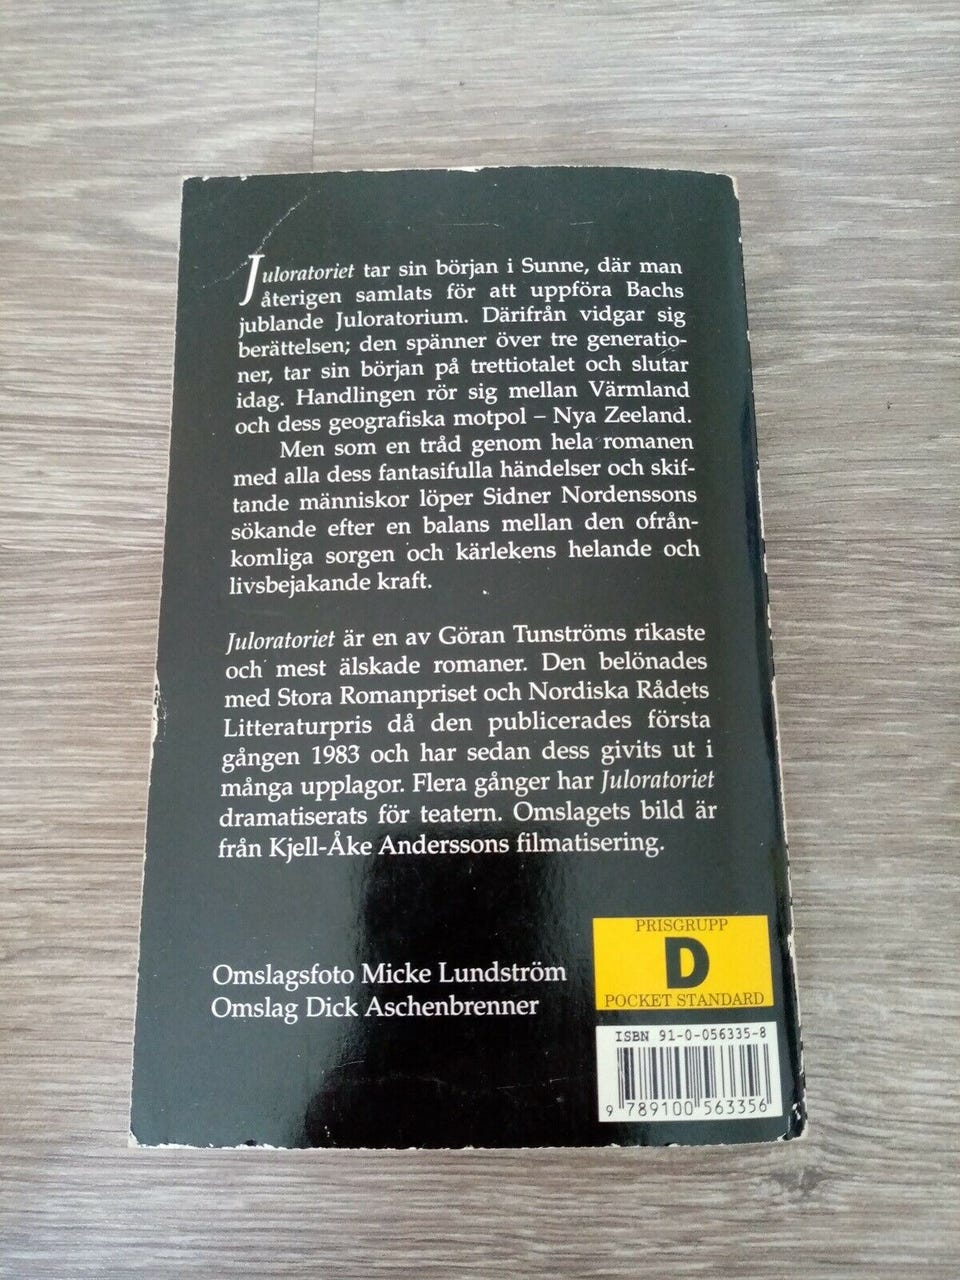 Juloratoriet tar sin början i Sunne, där man
återigen samlats för att uppföra Bachs
jublande Juloratorium. Därifrån vidgar sig
berättelsen; den spänner över tre generatio-
ner, tar sin början på trettiotalet och slutar
idag. Handlingen rör sig mellan Värmland
och dess geografiska motpol – Nya Zeeland.
Men som en tråd genom hela romanen
med alla dess fantasifulla händelser och skif-
tande människor löper Sidner Nordenssons
sökande efter en balans mellan den ofrån-
komliga sorgen och kärlekens helande och
livsbejakande kraft.
Juloratoriet är en av Göran Tunströms rikaste
och mest älskade romaner. Den belönades
med Stora Romanpriset och Nordiska Rådets
Litteraturpris då den publicerades första
gången 1983 och har sedan dess givits ut i
många upplagor. Flera gånger har Juloratoriet
dramatiserats för teatern. Omslagets bild är
från Kjell-Åke Anderssons filmatisering.
Omslagsfoto Micke Lundström
Omslag Dick Aschenbrenner
PRISGRUPP
D
POCKET STANDARD
ISBN 91-0-056335-8
9 789100 563356